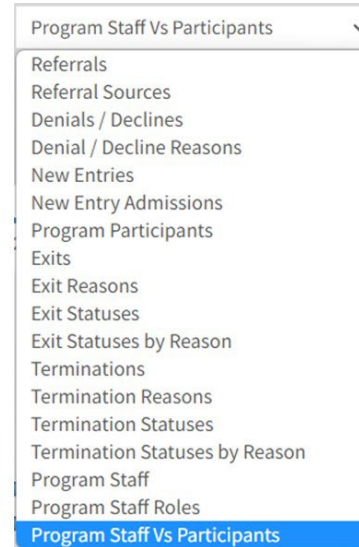 Program Staff Vs Participants
Referrals
Referral Sources
Denials / Declines
Denial / Decline Reasons
New Entries
New Entry Admissions
Program Participants
Exits
Exit Reasons
Exit Statuses
Exit Statuses by Reason
Terminations
Termination Reasons
Termination Statuses
Termination Statuses by Reason
Program Staff
Program Staff Roles
Program Staff Vs Participants